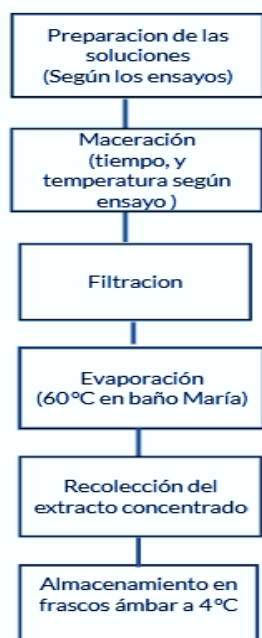 Preparacion de las
soluciones
(Según los ensayos)
Maceración
(tiempo, y
temperatura según
ensayo )
Filtracion
Evaporación
(60°C en baño María)
Recolección del
extracto concentrado
Almacenamiento en
frascos ámbar a 4°C